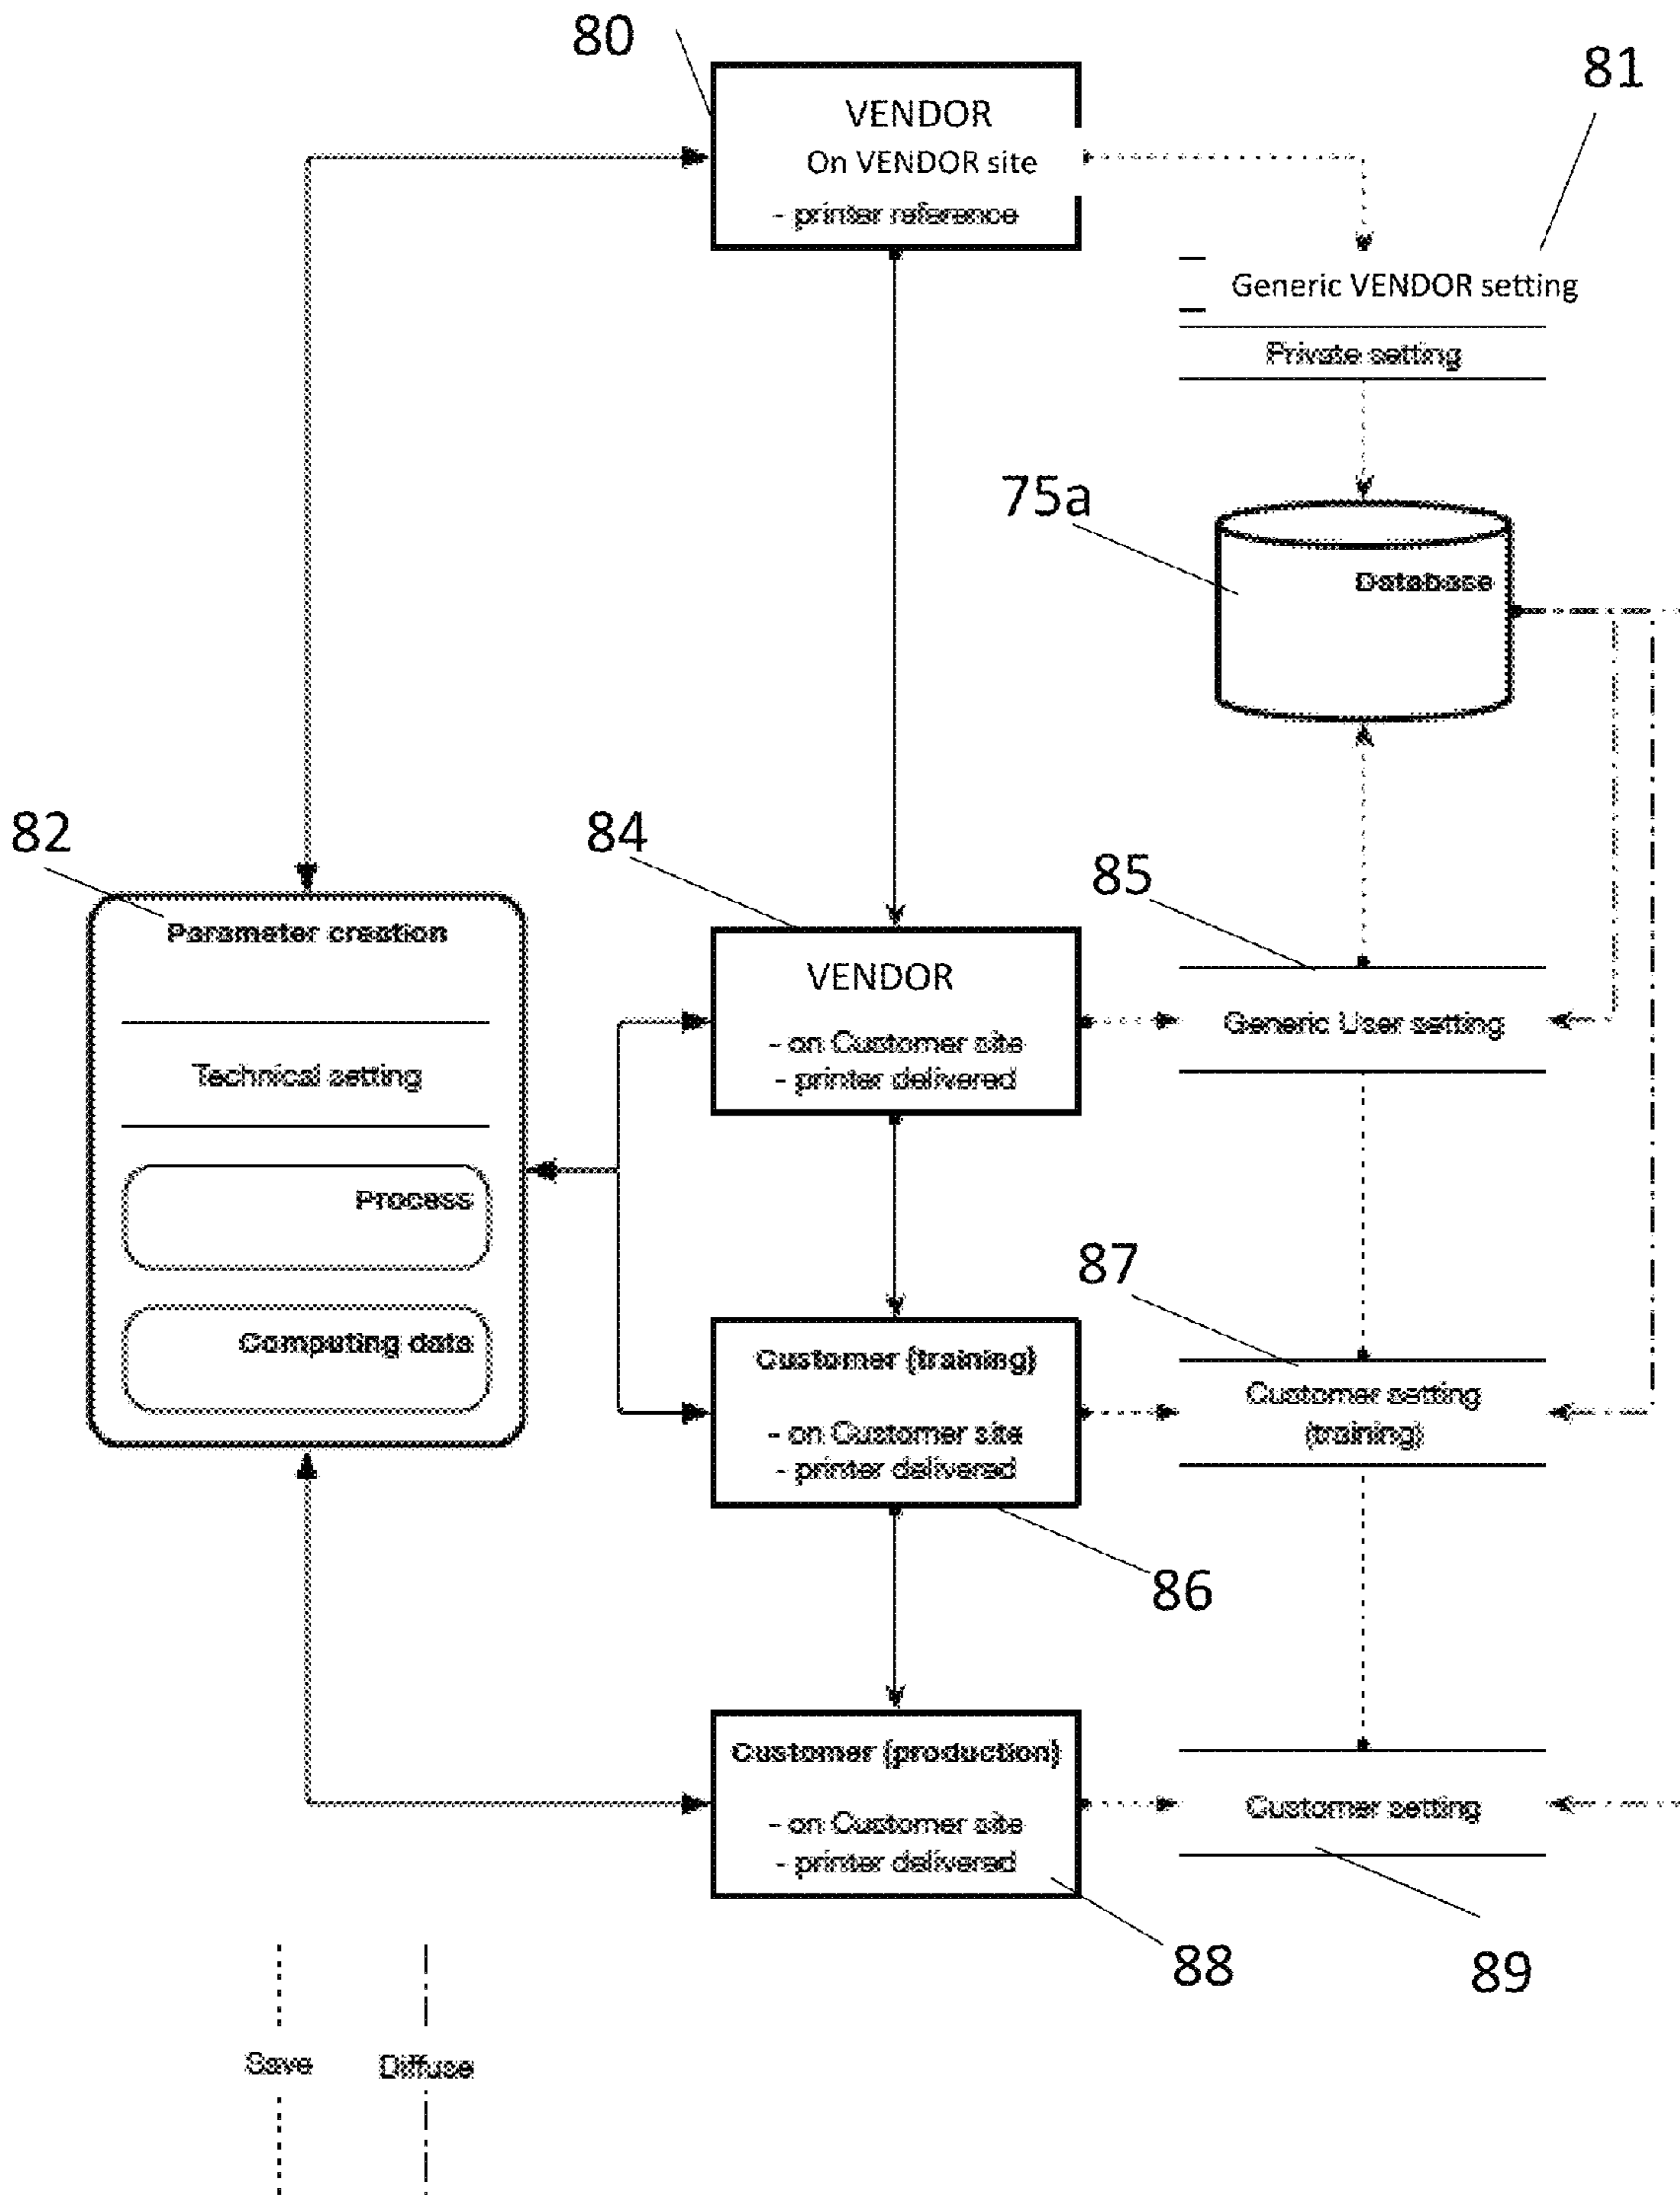 80
81
VENDOR
On VENDOR site
- printer reference
Generic VENDOR setting
Private setting
75a
Database
82
84
85
Parameter creation
VENDOR
Technical setting
- on Customer site
- printer delivered
Generic User setting
Process
87
Computing data
Customer (training)
- on Customer site
- printer delivered
Customer setting
(training)
86
Customer (production)
- on Customer site
- printer delivered
Customer setting
88
89
Save
Diffuse